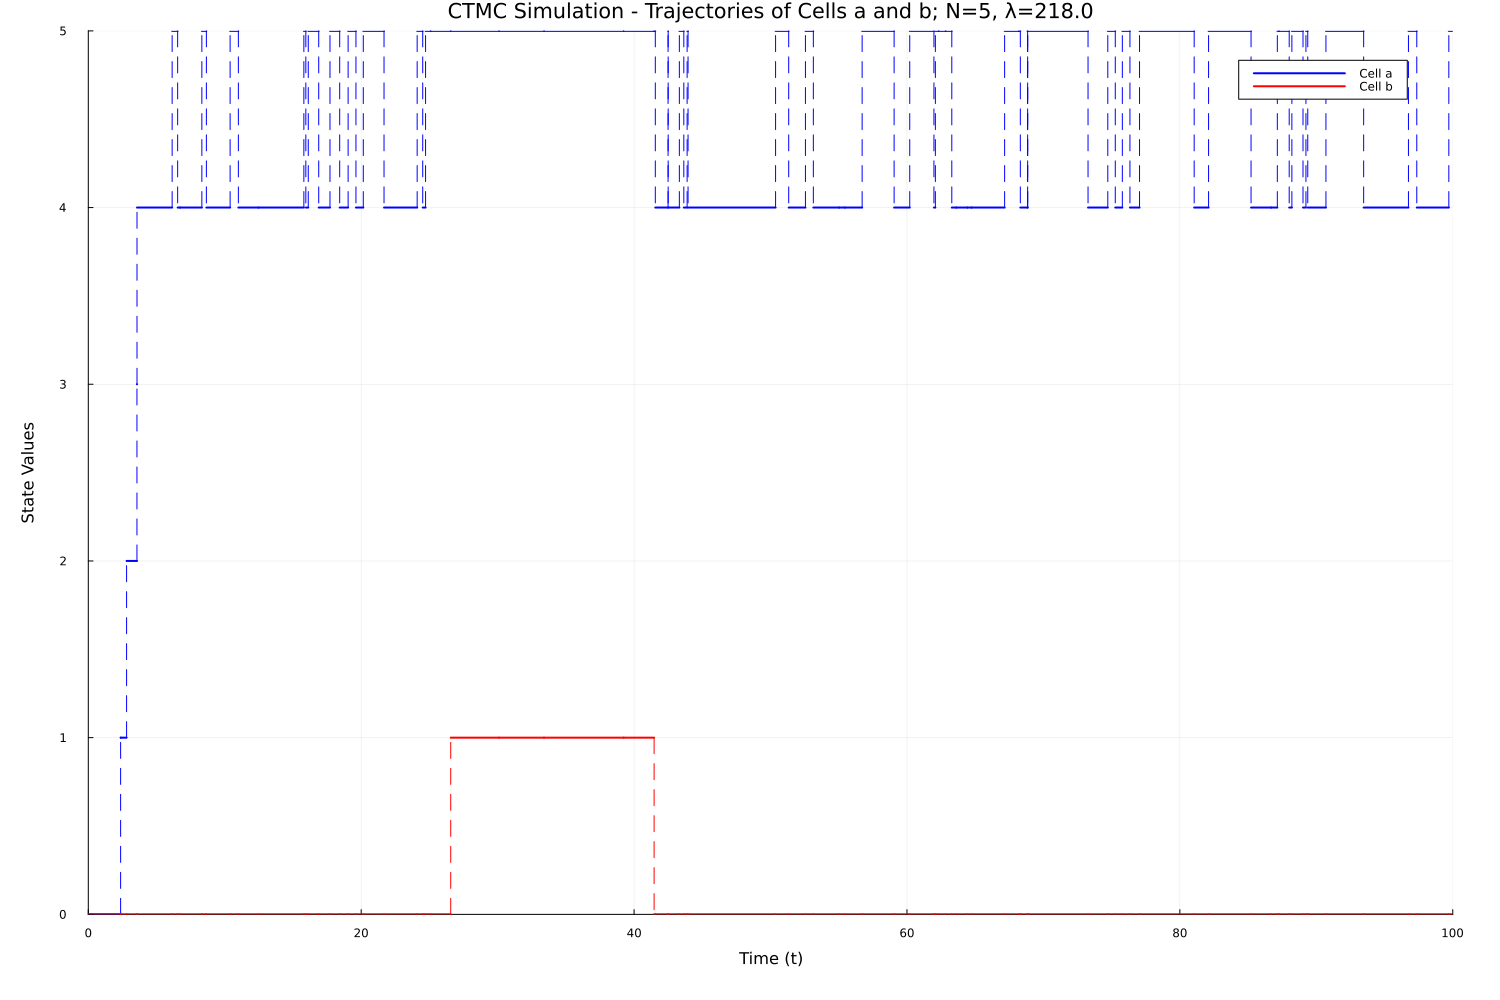 CTMC Simulation - Trajectories of Cells a and b; N=5, λ=218.0
5
Cell a
Cell b
4
3
State Values
2
1
0
0 20 40 60 80 100
Time (t)